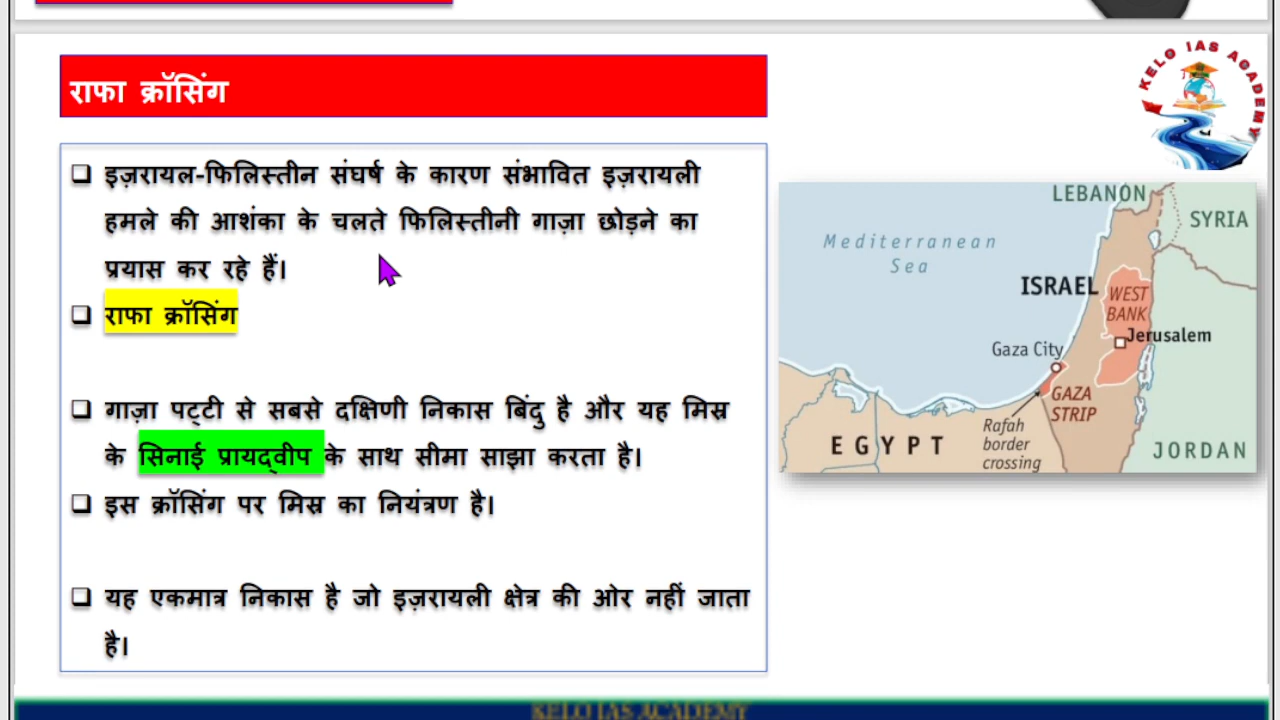 राफा क्रॉसिंग
KELO IAS ACADEMY
इज़रायल-फिलिस्तीन संघर्ष के कारण संभावित इज़रायली
हमले की आशंका के चलते फिलिस्तीनी गाज़ा छोड़ने का
प्रयास कर रहे हैं।
राफा क्रॉसिंग
गाज़ा पट्टी से सबसे दक्षिणी निकास बिंदु है और यह मिस्र
के सिनाई प्रायद्वीप के साथ सीमा साझा करता है।
इस क्रॉसिंग पर मिस्र का नियंत्रण है।
यह एकमात्र निकास है जो इज़रायली क्षेत्र की ओर नहीं जाता
है।
LEBANON
SYRIA
Mediterranean
Sea
ISRAEL
WEST
BANK
Jerusalem
Gaza City
GAZA
STRIP
Rafah
border
crossing
EGYPT
JORDAN
KELO IAS ACADEMY